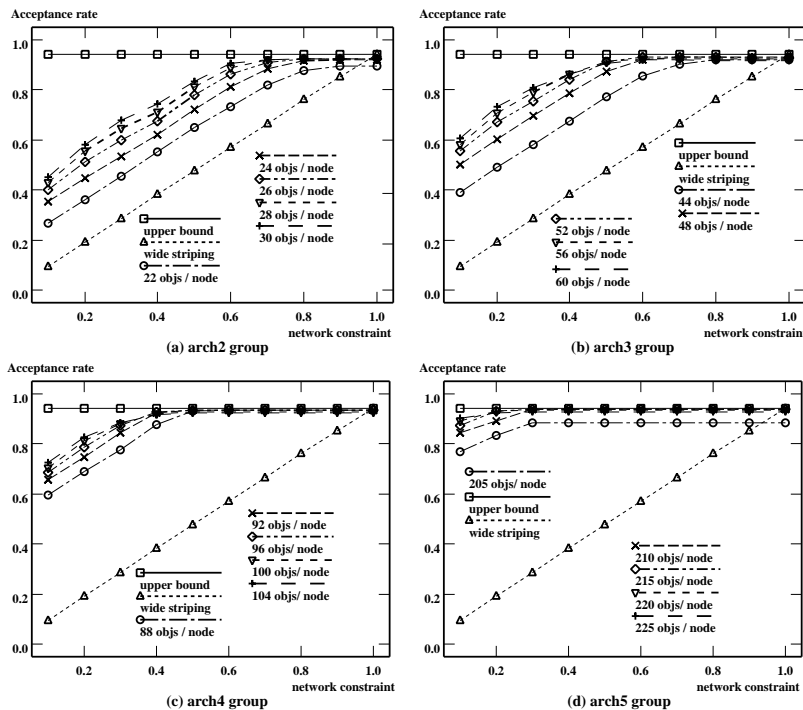 Acceptance rate
1.0
0.8
0.6
0.4
0.2
0.0
24 objs / node
26 objs / node
28 objs / node
30 objs / node
upper bound
wide striping
22 objs / node
0.2
0.4
0.6
0.8
1.0
network constraint
(a) arch2 group
Acceptance rate
1.0
0.8
0.6
0.4
0.2
0.0
upper bound
wide striping
44 objs/ node
48 objs/ node
52 objs / node
56 objs/ node
60 objs / node
0.2
0.4
0.6
0.8
1.0
network constraint
(b) arch3 group
Acceptance rate
1.0
0.8
0.6
0.4
0.2
0.0
92 objs / node
96 objs / node
100 objs / node
104 objs / node
upper bound
wide striping
88 objs / node
0.2
0.4
0.6
0.8
1.0
network constraint
(c) arch4 group
Acceptance rate
1.0
0.8
0.6
0.4
0.2
0.0
205 objs/ node
upper bound
wide striping
210 objs/ node
215 objs/ node
220 objs/ node
225 objs / node
0.2
0.4
0.6
0.8
1.0
network constraint
(d) arch5 group